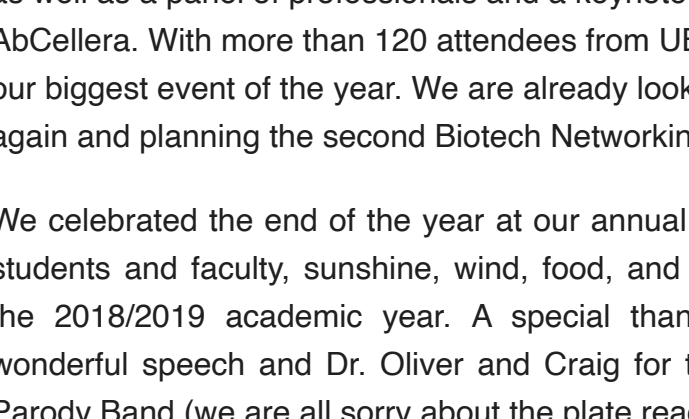 as well as a panel of professionals and a keynote
AbCellera. With more than 120 attendees from UB
our biggest event of the year. We are already look
again and planning the second Biotech Networkin
We celebrated the end of the year at our annual
students and faculty, sunshine, wind, food, and
the 2018/2019 academic year. A special than
wonderful speech and Dr. Oliver and Craig for t
Parody Band (we are all sorry about the plate rea